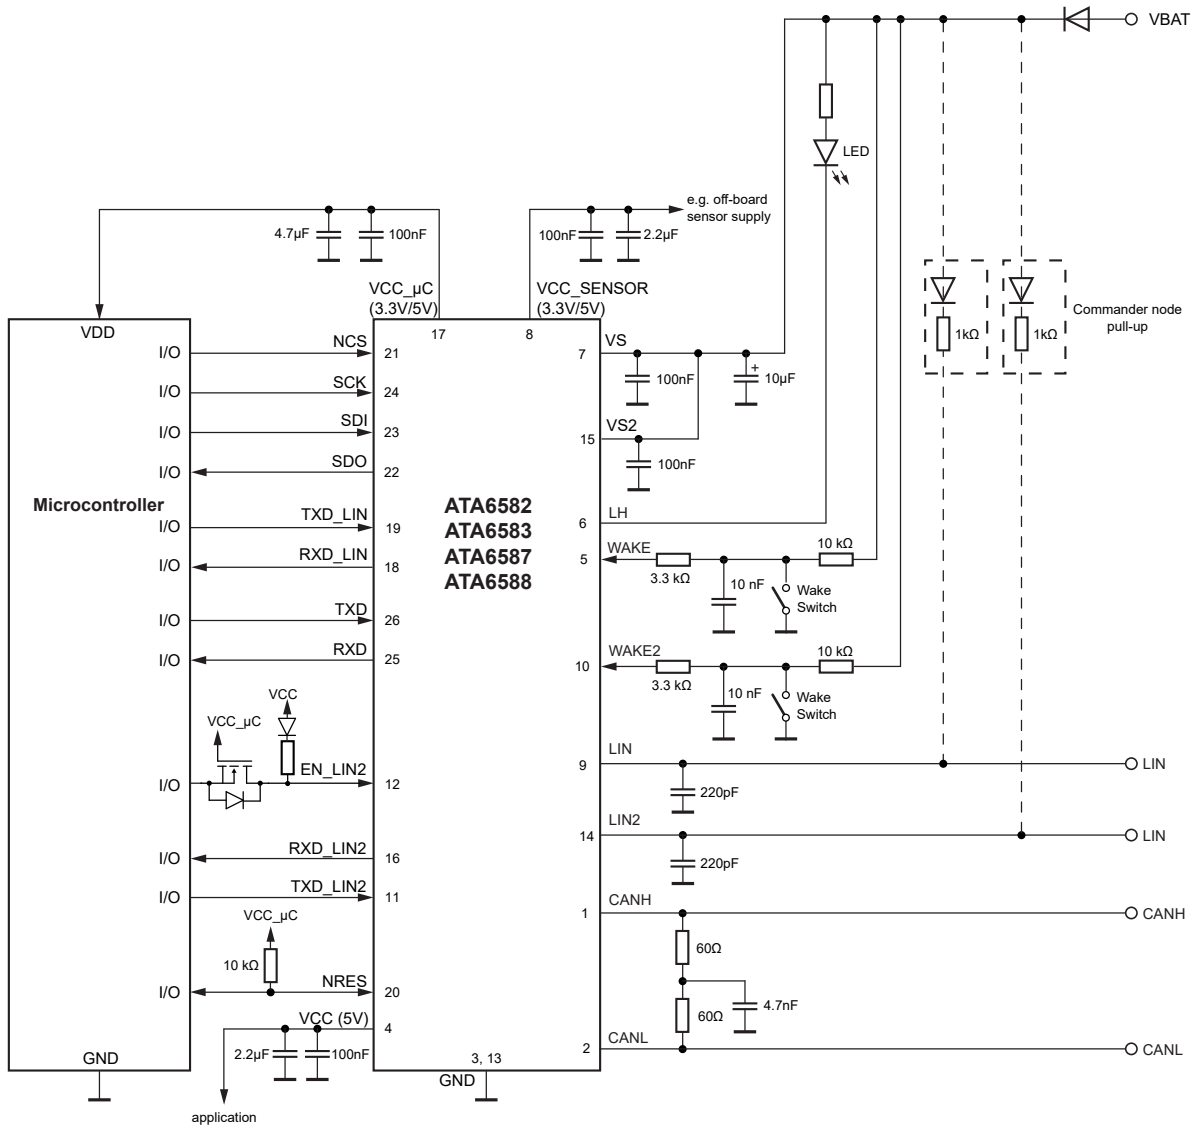 VBAT
LED
e.g. off-board
sensor supply
4.7µF
100nF
100nF
2.2µF
VCC_µC
(3.3V/5V)
VCC_SENSOR
(3.3V/5V)
Commander node
pull-up
1kΩ
1kΩ
VDD
17
8
I/O
NCS
21
7
VS
100nF
+
10µF
I/O
SCK
24
I/O
SDI
23
15
VS2
I/O
SDO
22
100nF
Microcontroller
ATA6582
ATA6583
ATA6587
ATA6588
I/O
TXD_LIN
19
6
LH
I/O
RXD_LIN
18
5
WAKE
3.3 kΩ
10 nF
10 kΩ
Wake
Switch
I/O
TXD
26
I/O
RXD
25
10
WAKE2
3.3 kΩ
10 nF
10 kΩ
Wake
Switch
VCC
VCC_µC
I/O
EN_LIN2
12
9
LIN
220pF
LIN
14
LIN2
220pF
LIN
I/O
RXD_LIN2
16
I/O
TXD_LIN2
11
1
CANH
CANH
VCC_µC
10 kΩ
60Ω
I/O
NRES
20
60Ω
4.7nF
VCC (5V)
4
2.2µF
100nF
2
CANL
CANL
GND
3, 13
GND
application